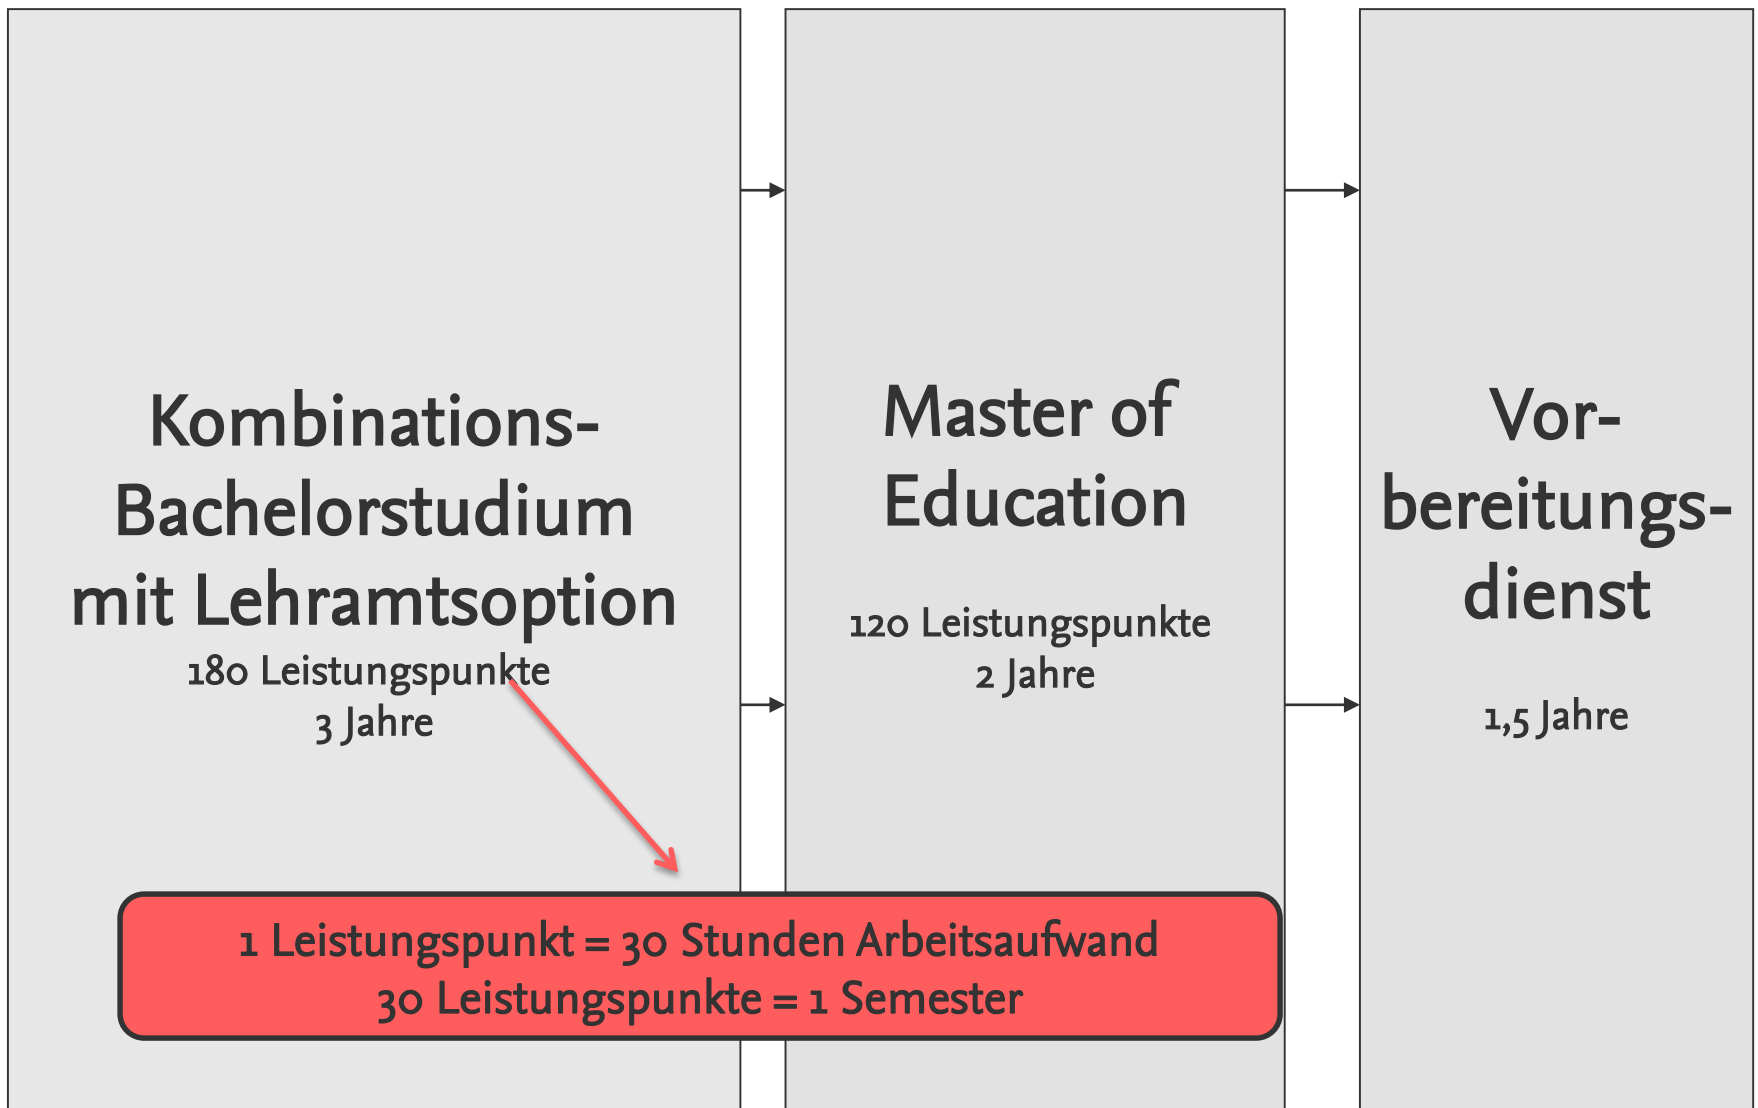 Kombinations-
Bachelorstudium
mit Lehramtsoption
180 Leistungspunkte
3 Jahre
Master of
Education
120 Leistungspunkte
2 Jahre
Vor-
bereitungs-
dienst
1,5 Jahre
1 Leistungspunkt = 30 Stunden Arbeitsaufwand
30 Leistungspunkte = 1 Semester